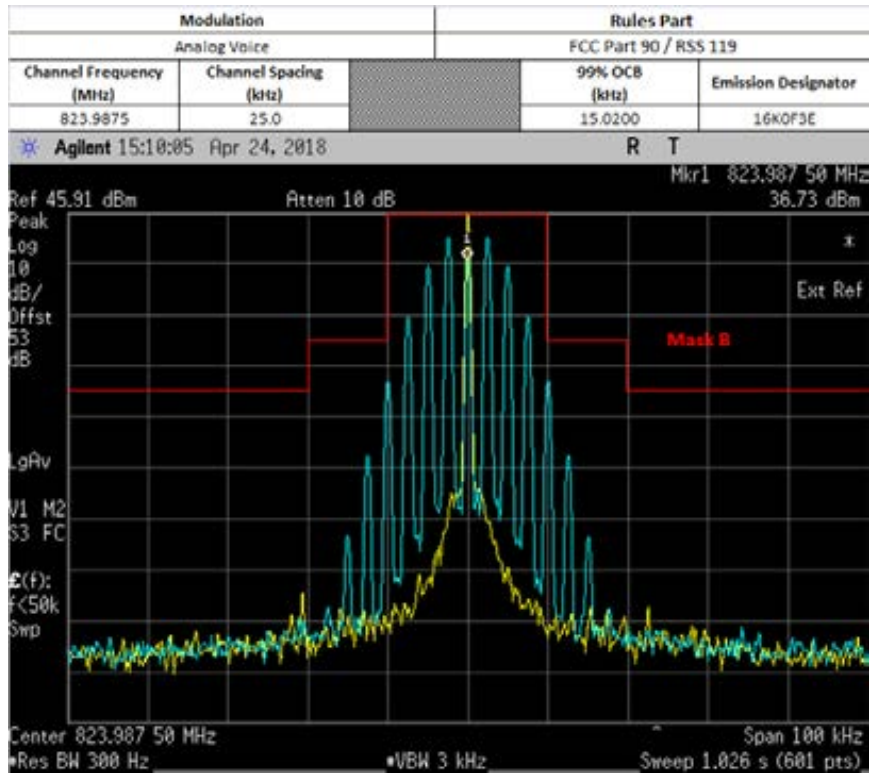 Modulation Rules Part
Analog Voice FCC Part 90 / RSS 119
Channel Frequency (MHz) Channel Spacing (kHz) 99% OCB (kHz) Emission Designator
823.9875 25.0 15.0200 16K0F3E
Agilent 15:10:05 Apr 24, 2018 R T
Mkr1 823.987 50 MHz
Ref 45.91 dBm Atten 10 dB 36.73 dBm
Peak
Log
10
dB/
Offst
53
dB
1
*
Ext Ref
Mask B
LgAv
V1 M2
S3 FC
£(f):
f<50k
Swp
Center 823.987 50 MHz ^ Span 100 kHz
*Res BW 300 Hz *VBW 3 kHz Sweep 1.026 s (601 pts)